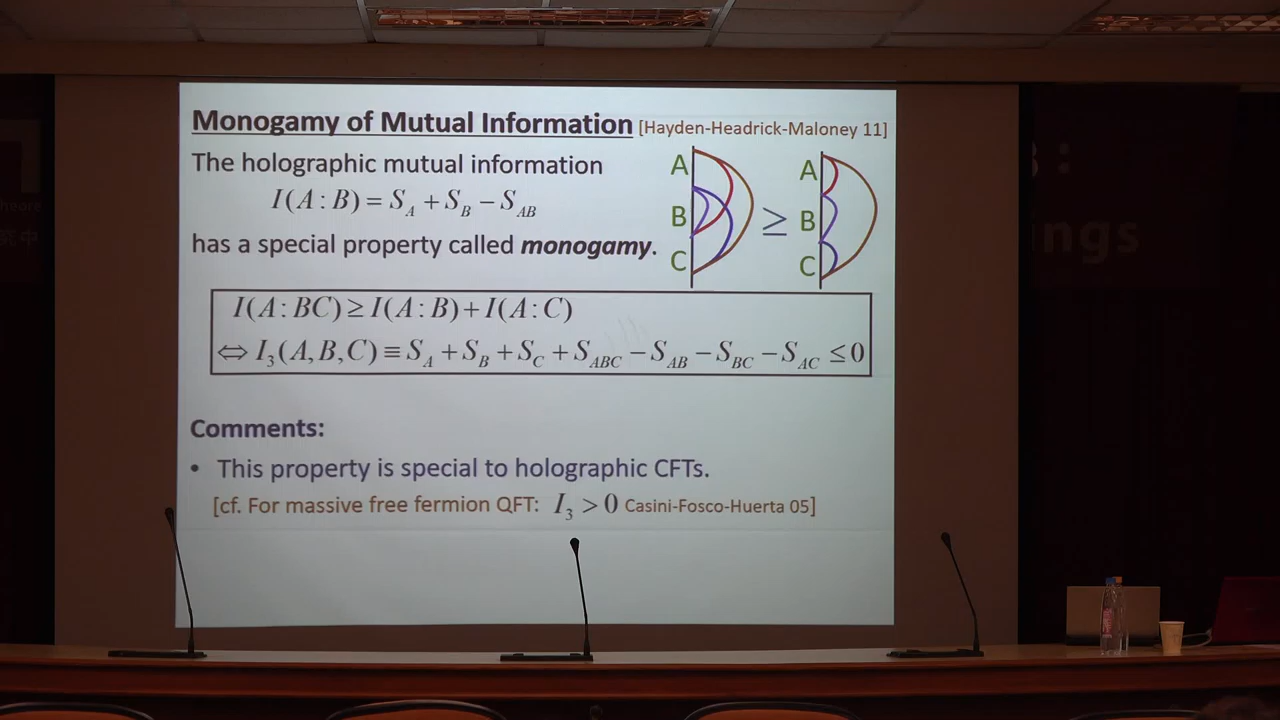 Monogamy of Mutual Information [Hayden-Headrick-Maloney 11]
The holographic mutual information
I(A : B) = S_A + S_B − S_AB
has a special property called monogamy.
A
B
C
≥
A
B
C
I(A : BC) ≥ I(A : B) + I(A : C)
⇔ I_3(A, B, C) ≡ S_A + S_B + S_C + S_ABC − S_AB − S_BC − S_AC ≤ 0
Comments:
• This property is special to holographic CFTs.
[cf. For massive free fermion QFT: I_3 > 0 Casini-Fosco-Huerta 05]
ngs